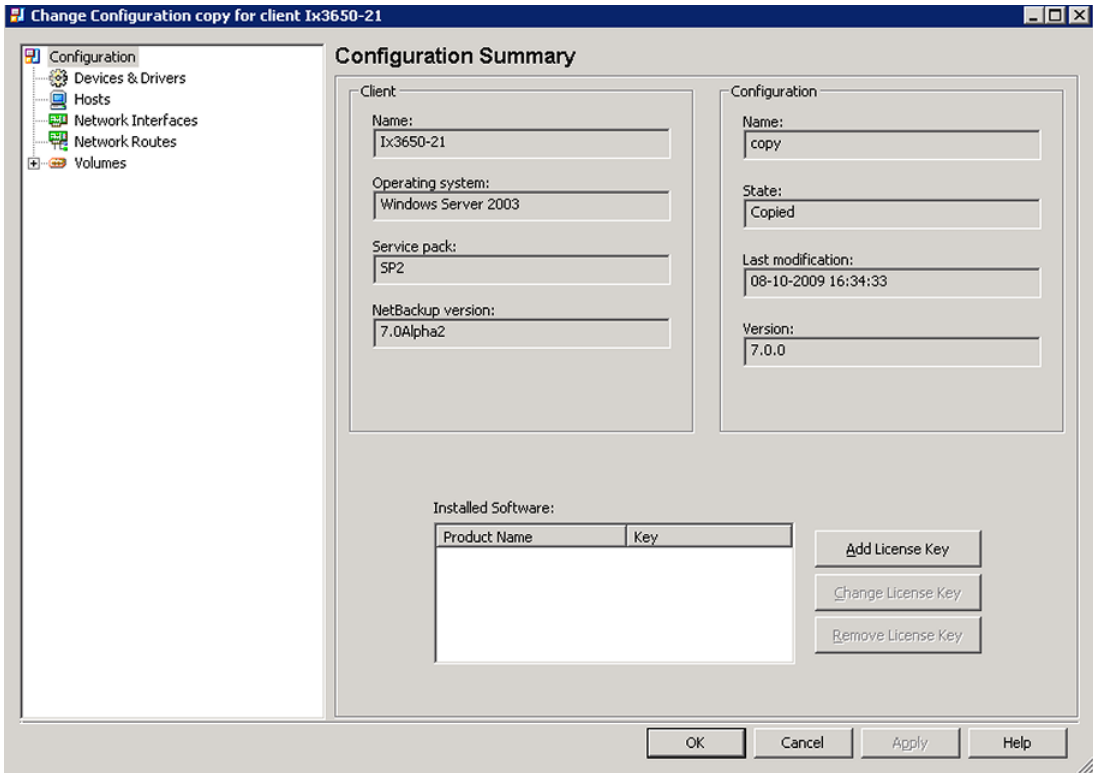 Change Configuration copy for client Ix3650-21
Configuration
Devices & Drivers
Hosts
Network Interfaces
Network Routes
Volumes
Configuration Summary
Client
Name:
Ix3650-21
Operating system:
Windows Server 2003
Service pack:
SP2
NetBackup version:
7.0Alpha2
Configuration
Name:
copy
State:
Copied
Last modification:
08-10-2009 16:34:33
Version:
7.0.0
Installed Software:
Product Name Key
Add License Key
Change License Key
Remove License Key
OK Cancel Apply Help